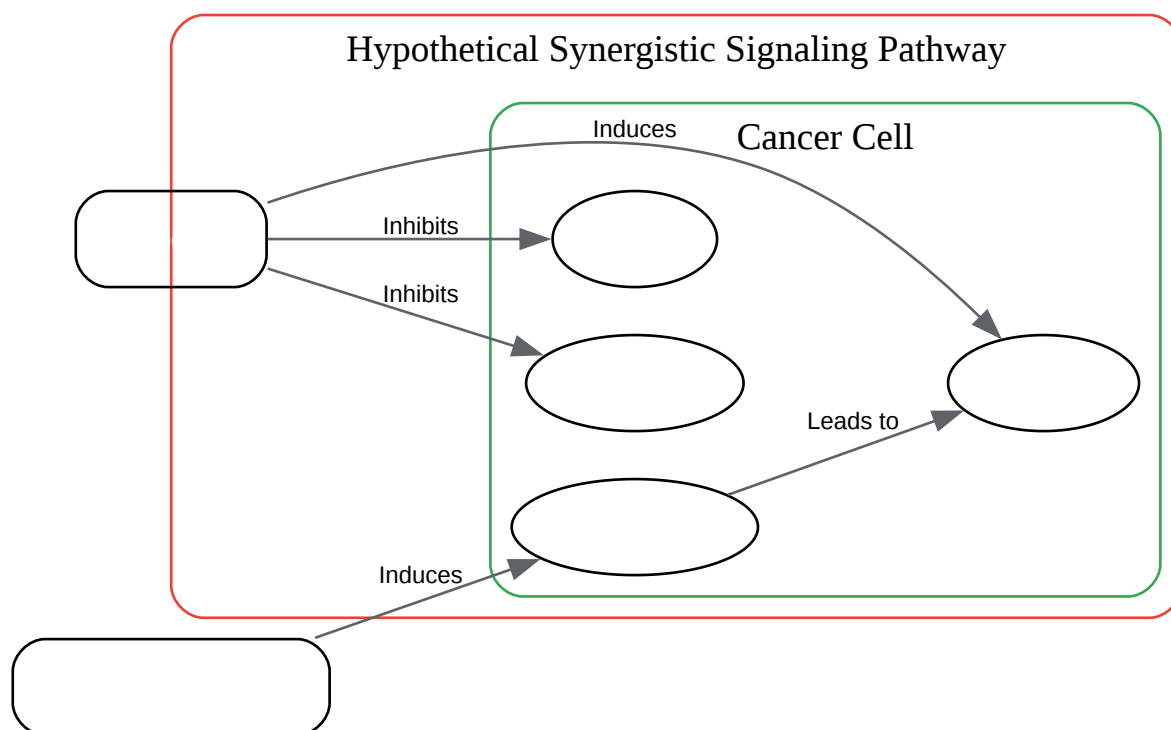 Hypothetical Synergistic Signaling Pathway
Induces
Cancer Cell
Inhibits
Inhibits
Leads to
Induces